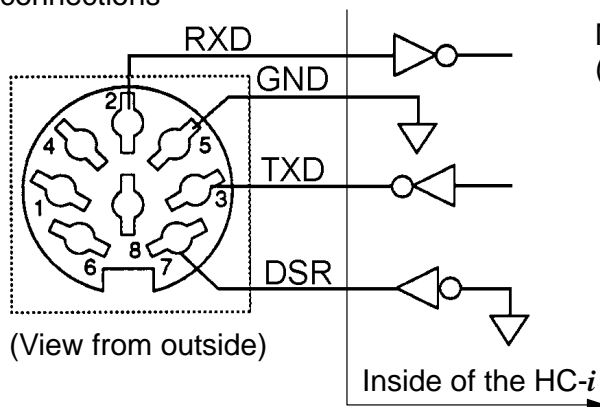 RXD
GND
TXD
DSR
2
4
5
1
3
6
8
7
(View from outside)
Inside of the HC-i